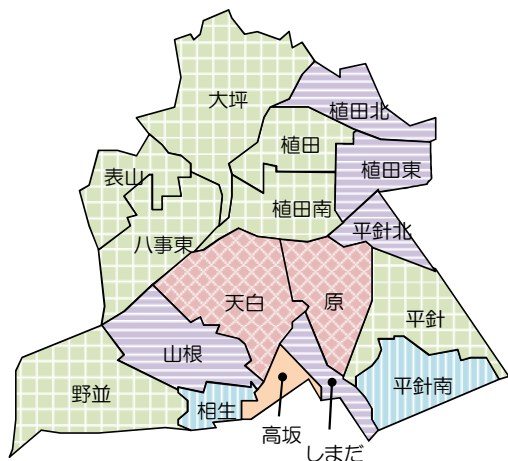 大坪
植田北
植田
植田東
表山
植田南
平針北
八事東
天白
原
平針
山根
平針南
野並
相生
高坂
しまだ